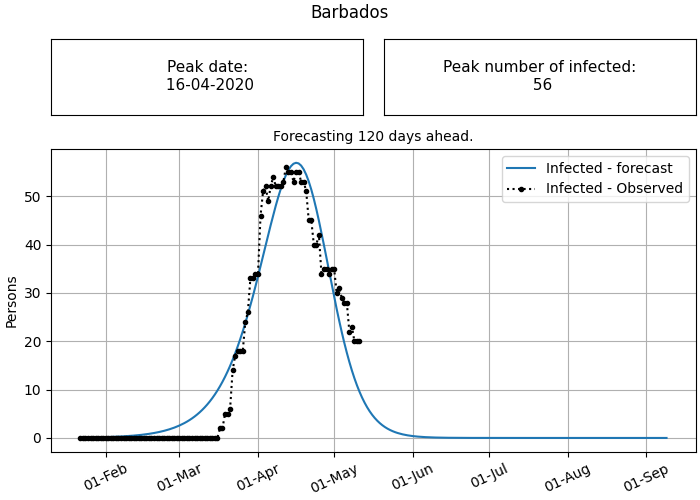 Barbados
Peak date:
16-04-2020
Peak number of infected:
56
Forecasting 120 days ahead.
Infected - forecast
Infected - Observed
Persons
50
40
30
20
10
0
01-Feb
01-Mar
01-Apr
01-May
01-Jun
01-Jul
01-Aug
01-Sep